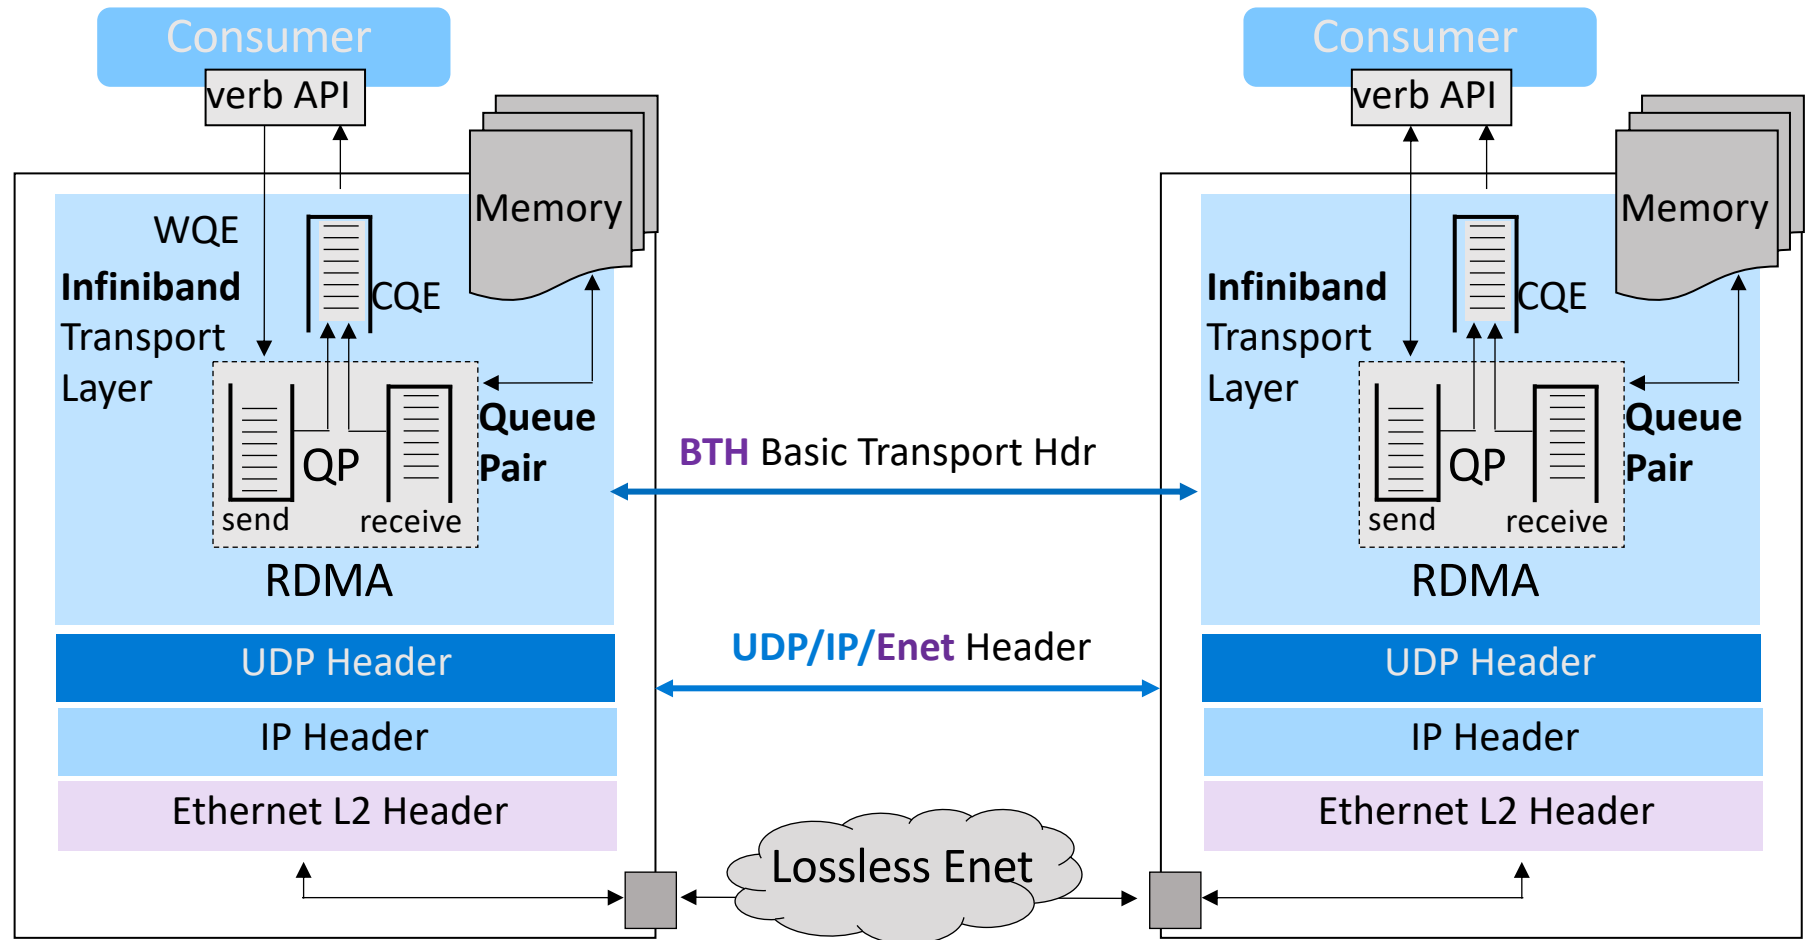 Consumer
verb API
Memory
WQE
Infiniband
Transport
Layer
CQE
Queue
Pair
QP
send
receive
RDMA
UDP Header
IP Header
Ethernet L2 Header
BTH Basic Transport Hdr
UDP/IP/Enet Header
Lossless Enet
Consumer
verb API
Memory
Infiniband
Transport
Layer
CQE
Queue
Pair
QP
send
receive
RDMA
UDP Header
IP Header
Ethernet L2 Header